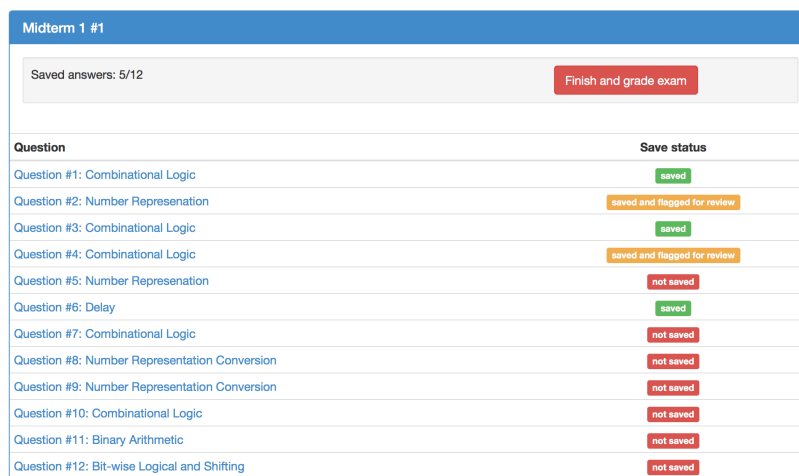 Midterm 1 #1
Saved answers: 5/12 Finish and grade exam
Question Save status
Question #1: Combinational Logic saved
Question #2: Number Represenation saved and flagged for review
Question #3: Combinational Logic saved
Question #4: Combinational Logic saved and flagged for review
Question #5: Number Represenation not saved
Question #6: Delay saved
Question #7: Combinational Logic not saved
Question #8: Number Representation Conversion not saved
Question #9: Number Representation Conversion not saved
Question #10: Combinational Logic not saved
Question #11: Binary Arithmetic not saved
Question #12: Bit-wise Logical and Shifting not saved